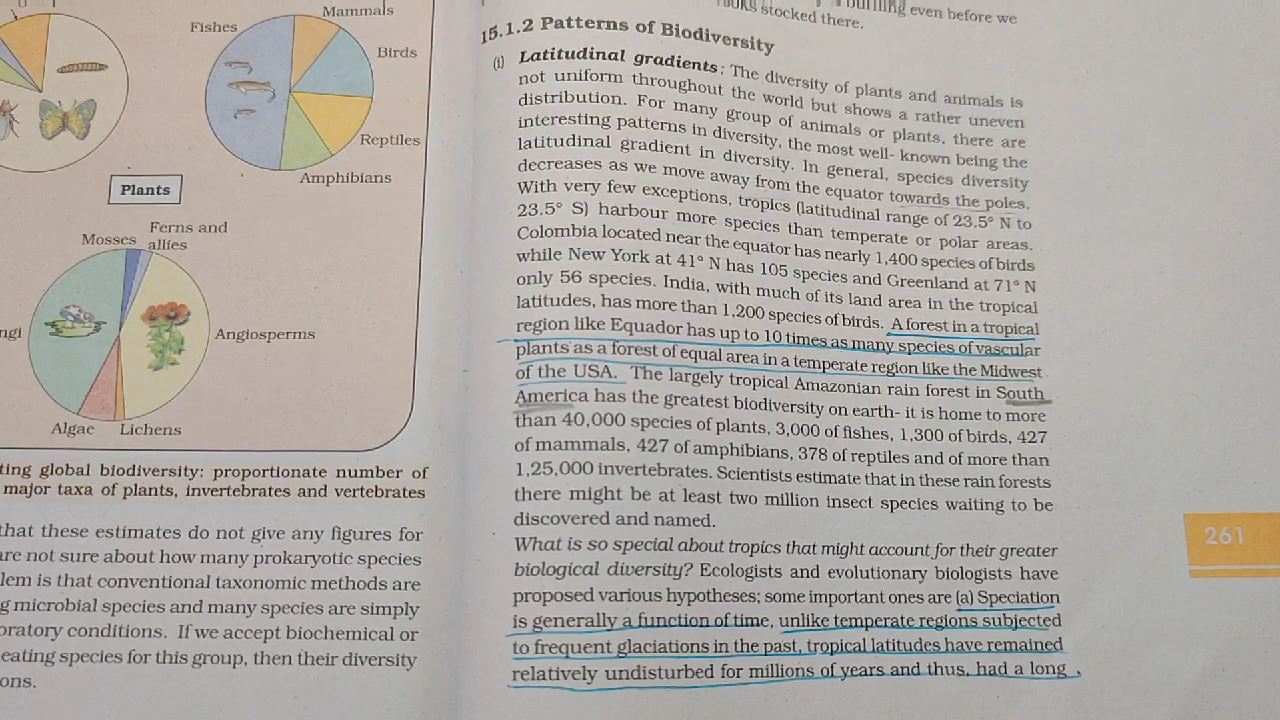 Fishes
Mammals
Birds
Reptiles
Amphibians
Plants
Ferns and
Mosses allies
Angiosperms
Algae Lichens
ting global biodiversity: proportionate number of
major taxa of plants, invertebrates and vertebrates
that these estimates do not give any figures for
are not sure about how many prokaryotic species
lem is that conventional taxonomic methods are
g microbial species and many species are simply
oratory conditions. If we accept biochemical or
eating species for this group, then their diversity
ons.
even before we
stocked there.
15.1.2 Patterns of Biodiversity
(i) Latitudinal gradients: The diversity of plants and animals is
not uniform throughout the world but shows a rather uneven
distribution. For many group of animals or plants, there are
interesting patterns in diversity, the most well- known being the
latitudinal gradient in diversity. In general, species diversity
decreases as we move away from the equator towards the poles.
With very few exceptions, tropics (latitudinal range of 23.5° N to
23.5° S) harbour more species than temperate or polar areas.
Colombia located near the equator has nearly 1,400 species of birds
while New York at 41° N has 105 species and Greenland at 71° N
only 56 species. India, with much of its land area in the tropical
latitudes, has more than 1,200 species of birds. A forest in a tropical
region like Equador has up to 10 times as many species of vascular
plants as a forest of equal area in a temperate region like the Midwest
of the USA. The largely tropical Amazonian rain forest in South
America has the greatest biodiversity on earth- it is home to more
than 40,000 species of plants, 3,000 of fishes, 1,300 of birds, 427
of mammals, 427 of amphibians, 378 of reptiles and of more than
1,25,000 invertebrates. Scientists estimate that in these rain forests
there might be at least two million insect species waiting to be
discovered and named.
What is so special about tropics that might account for their greater
biological diversity? Ecologists and evolutionary biologists have
proposed various hypotheses; some important ones are (a) Speciation
is generally a function of time, unlike temperate regions subjected
to frequent glaciations in the past, tropical latitudes have remained
relatively undisturbed for millions of years and thus, had a long
261